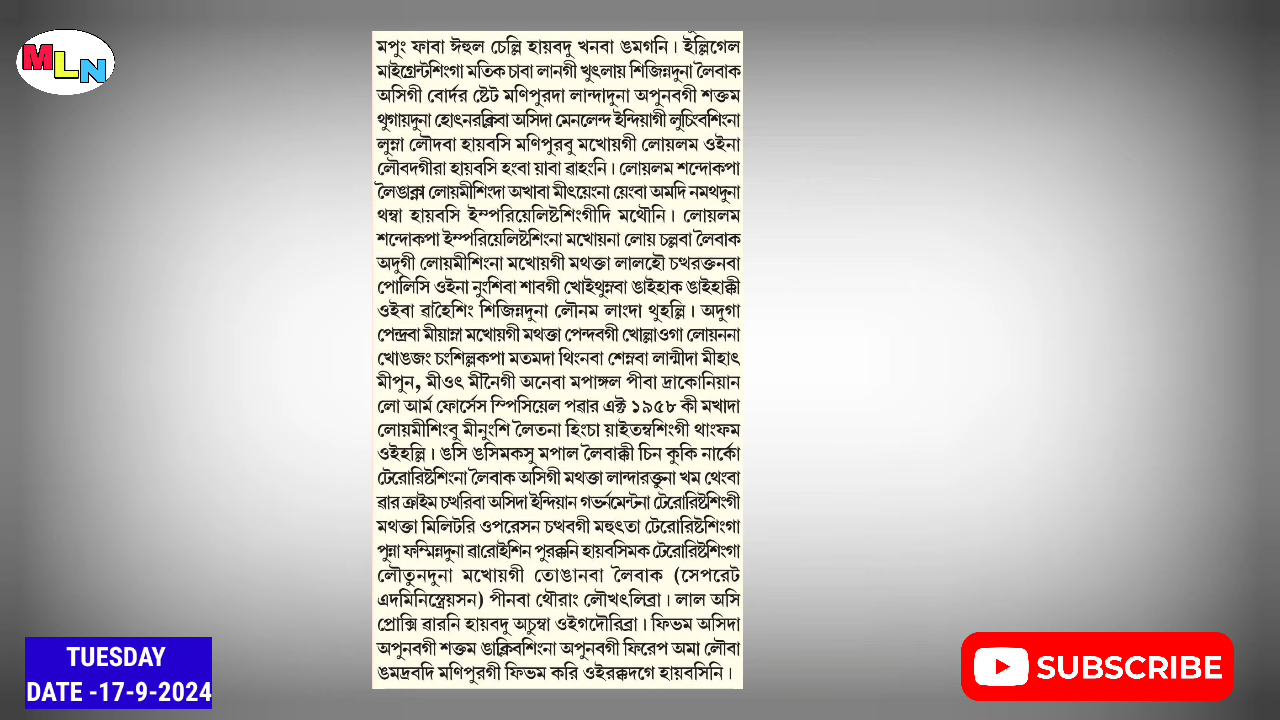 MLN
মপুং ফাবা ঈহুল চেল্লি হায়বদু খনবা ঙমগনি। ইল্লিগেল
মাইগ্রেন্টশিংগা মতিক চাবা লানগী খুৎলায় শিজিন্নদুনা লৈবাক
অসিগী বোর্দর ষ্টেট মণিপুরদা লান্দাদুনা অপুনবগী শক্তম
থুগায়দুনা হোৎনরক্লিবা অসিদা মেনলেন্দ ইন্দিয়াগী লুচিংবশিংনা
লুম্না লৌদবা হায়বসি মণিপুরবু মখোয়গী লোয়লম ওইনা
লৌবদগীরা হায়বসি হংবা য়াবা ৱাহংনি। লোয়লম শন্দোকপা
লৈঙাক্না লোয়মীশিংদা অখাবা মীৎয়েংনা য়েংবা অমদি নমথদুনা
থম্বা হায়বসি ইম্পরিয়েলিষ্টশিংগীদি মথৌনি। লোয়লম
শন্দোকপা ইম্পরিয়েলিষ্টশিংনা মখোয়না লোয় চল্লবা লৈবাক
অদুগী লোয়মীশিংনা মখোয়গী মথক্তা লালহৌ চত্থরক্তনবা
পোলিসি ওইনা নুংশিবা শাবগী খোইথুম্নবা ঙাইহাক ঙাইহাক্কী
ওইবা ৱাহৈশিং শিজিন্নদুনা লৌনম লাংদা থুহল্লি। অদুগা
পেন্দ্রবা মীয়াম্না মখোয়গী মথক্তা পেন্দবগী খোল্লাওগা লোয়ননা
খোঙজং চংশিল্লকপা মতমদা থিংনবা শেম্নবা লান্মীদা মীহাৎ
মীপুন, মীওৎ মীনৈগী অনেবা মপাঙ্গল পীবা দ্রাকোনিয়ান
লো আর্ম ফোর্সেস স্পিসিয়েল পৱার এক্ট ১৯৫৮ কী মখাদা
লোয়মীশিংবু মীনুংশি লৈতনা হিংচা য়াইতম্বশিংগী থাংফম
ওইহল্লি। ঙসি ঙসিমকসু মপাল লৈবাক্কী চিন কুকি নার্কো
টেরোরিষ্টশিংনা লৈবাক অসিগী মথক্তা লান্দারক্তুনা খম থেংবা
ৱার ক্রাইম চত্থরিবা অসিদা ইন্দিয়ান গভর্নমেন্টনা টেরোরিষ্টশিংগী
মথক্তা মিলিটরি ওপরেসন চত্থবগী মহুৎতা টেরোরিষ্টশিংগা
পুন্না ফম্মিন্নদুনা ৱারোইশিন পুরক্কনি হায়বসিমক টেরোরিষ্টশিংগা
লৌতুনদুনা মখোয়গী তোঙানবা লৈবাক (সেপরেট
এদমিনিস্ত্রেয়সন) পীনবা থৌরাং লৌখৎলিব্রা। লাল অসি
প্রোক্সি ৱারনি হায়বদু অচুম্বা ওইগদৌরিব্রা। ফিভম অসিদা
অপুনবগী শক্তম ঙাক্লিবশিংনা অপুনবগী ফিরেপ অমা লৌবা
ঙমদ্রবদি মণিপুরগী ফিভম করি ওইরক্কদগে হায়বসিনি।
TUESDAY
DATE -17-9-2024
SUBSCRIBE